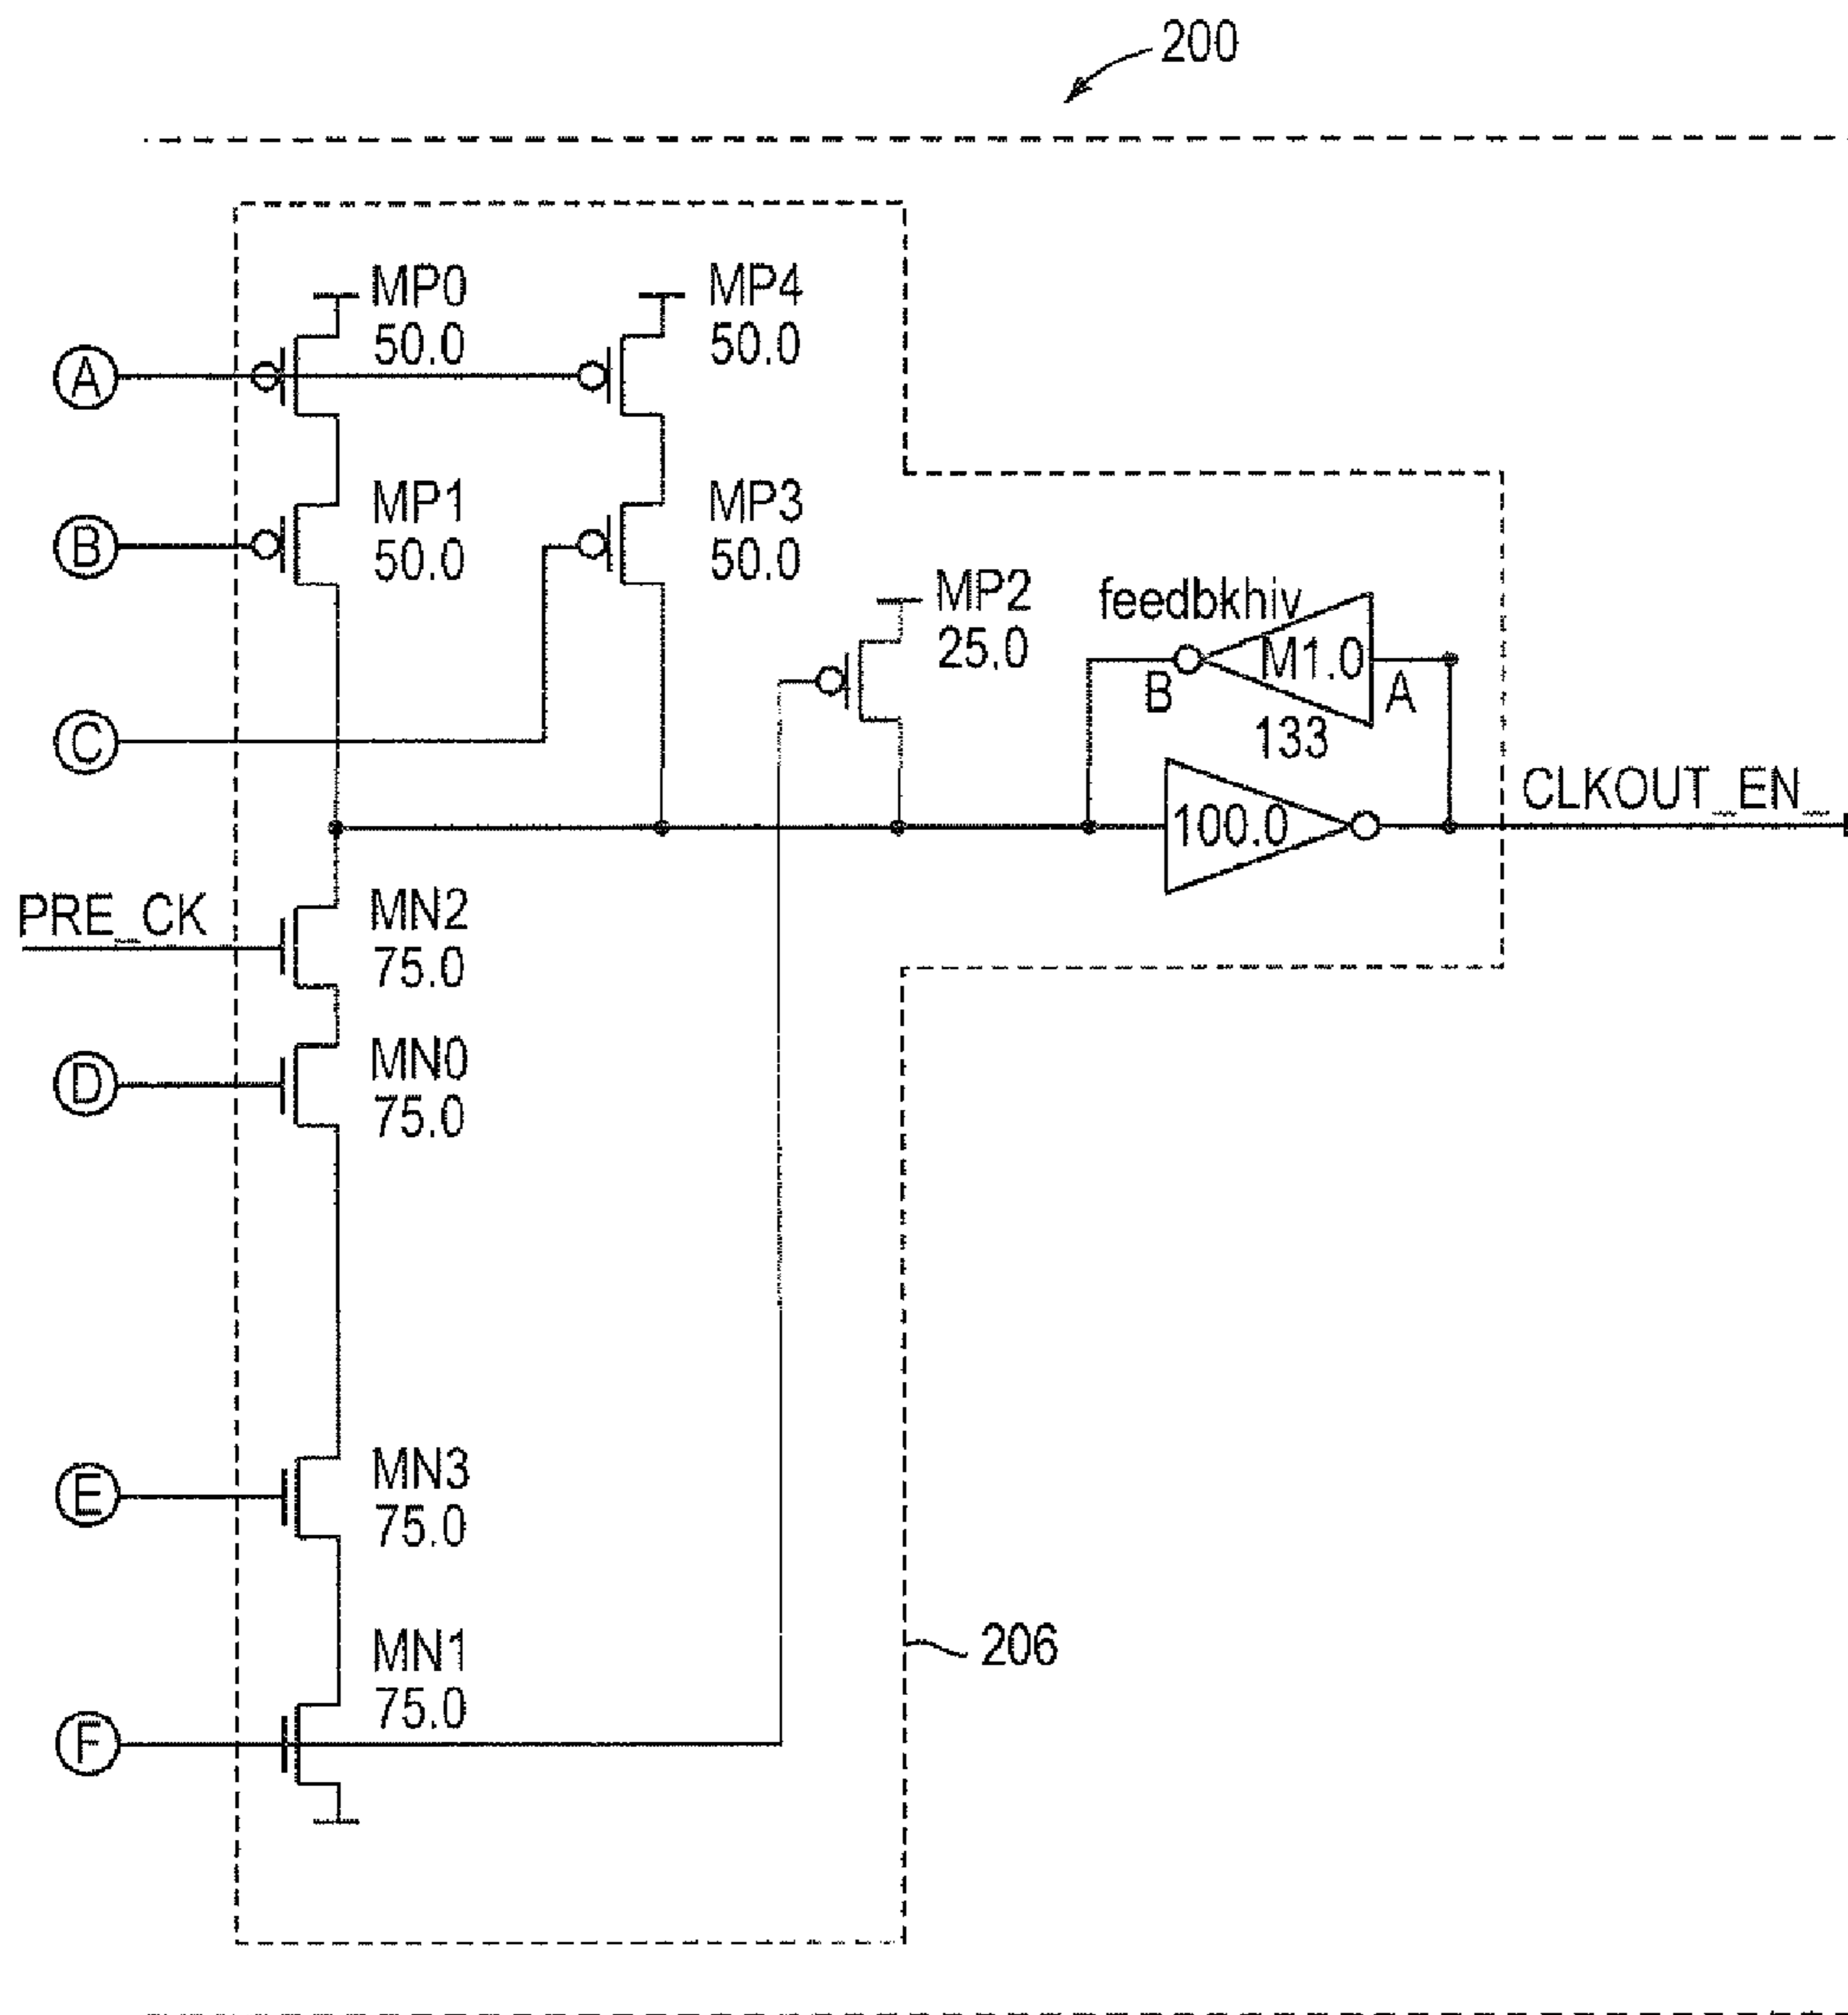 200
MP0
50.0
MP4
50.0
A
MP1
50.0
MP3
50.0
B
MP2
25.0
feedbkhiv
M1.0
B
A
133
C
100.0
CLKOUT_EN_
PRE_CK
MN2
75.0
MN0
75.0
D
MN3
75.0
E
MN1
75.0
206
F